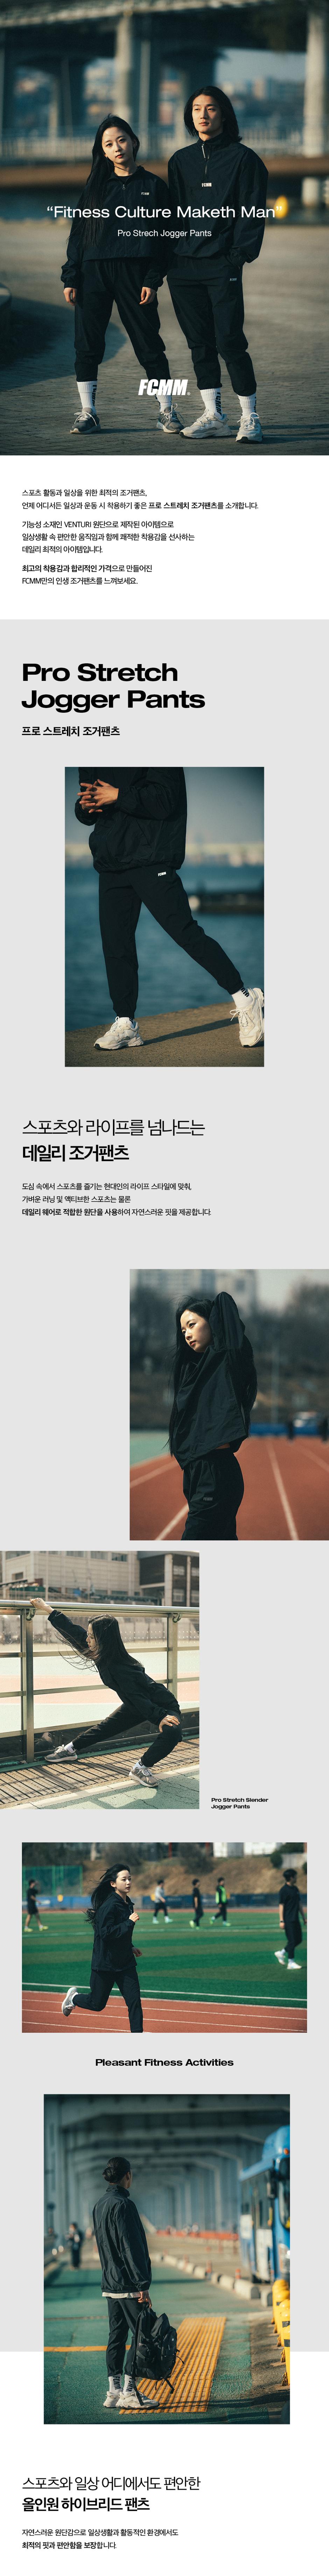 “Fitness Culture Maketh Man”
Pro Strech Jogger Pants
FCMM
스포츠 활동과 일상을 위한 최적의 조거팬츠,
언제 어디서든 일상과 운동 시 착용하기 좋은 프로 스트레치 조거팬츠를 소개합니다.
기능성 소재인 VENTURI 원단으로 제작된 아이템으로
일상생활 속 편안한 움직임과 함께 쾌적한 착용감을 선사하는
데일리 최적의 아이템입니다.
최고의 착용감과 합리적인 가격으로 만들어진
FCMM만의 인생 조거팬츠를 느껴보세요.
Pro Stretch
Jogger Pants
프로 스트레치 조거팬츠
FCMM
스포츠와 라이프를 넘나드는
데일리 조거팬츠
도심 속에서 스포츠를 즐기는 현대인의 라이프 스타일에 맞춰,
가벼운 러닝 및 액티브한 스포츠는 물론
데일리 웨어로 적합한 원단을 사용하여 자연스러운 핏을 제공합니다.
Pro Stretch Slender
Jogger Pants
Pleasant Fitness Activities
스포츠와 일상 어디에서도 편안한
올인원 하이브리드 팬츠
자연스러운 원단감으로 일상생활과 활동적인 환경에서도
최적의 핏과 편안함을 보장합니다.